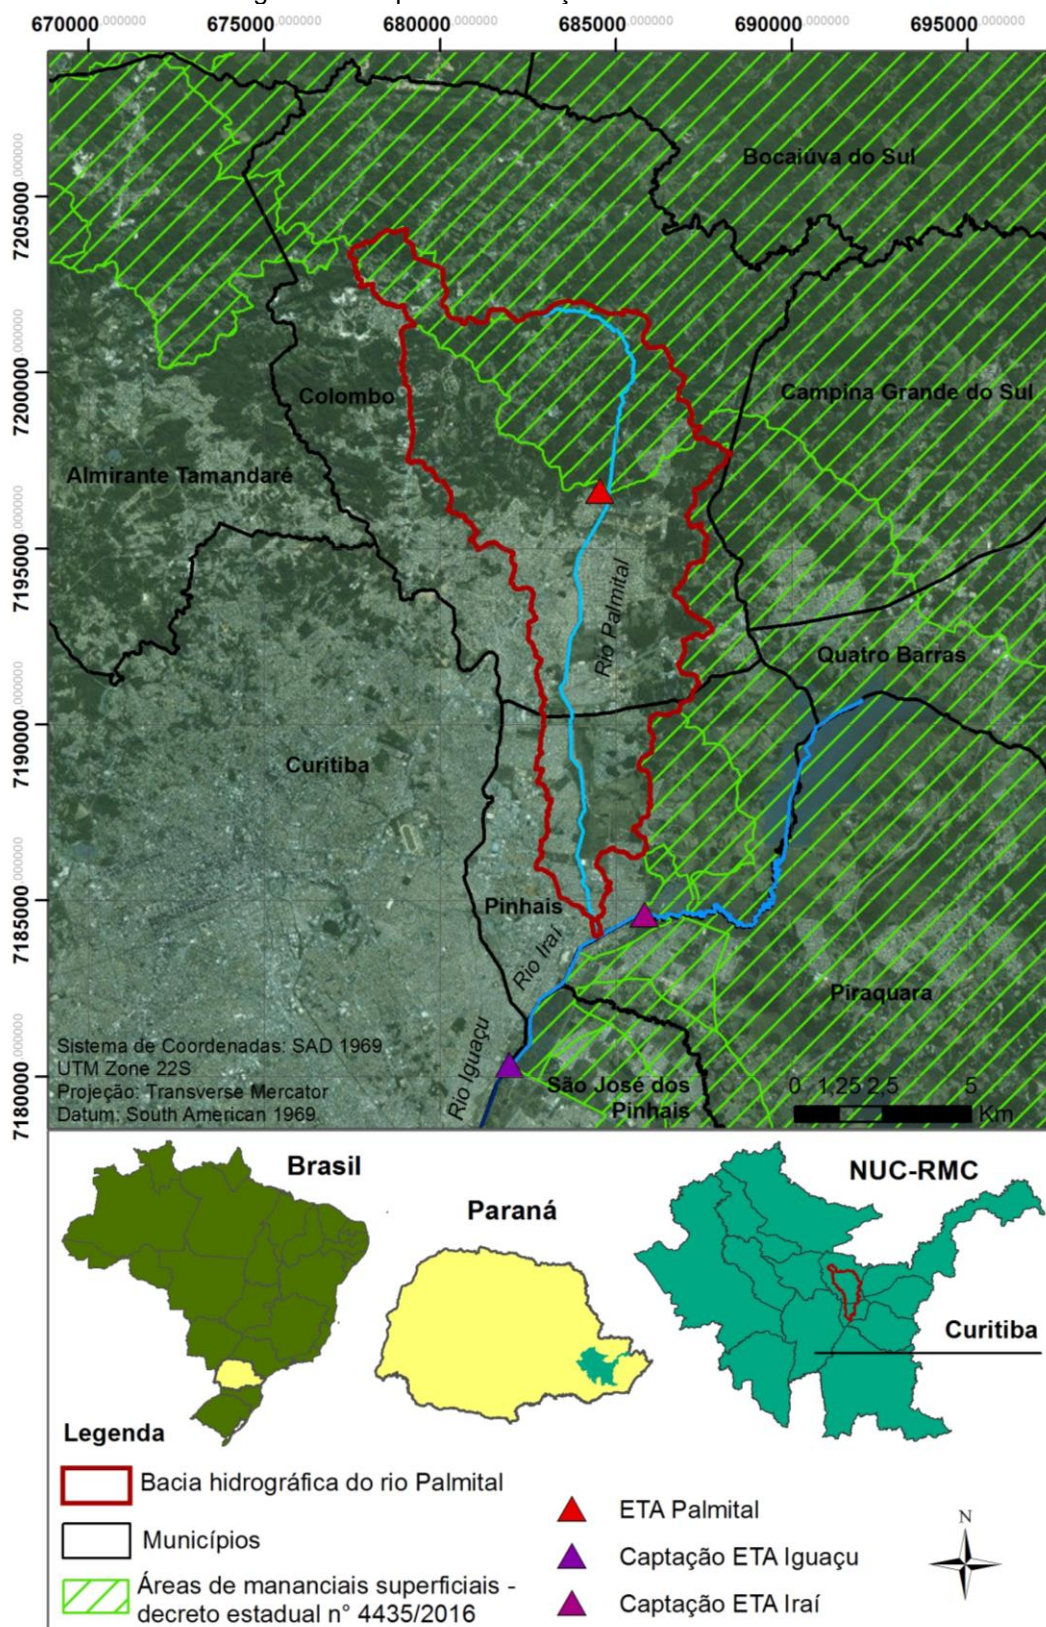 670000,000000 675000,000000 680000,000000 685000,000000 690000,000000 695000,000000
7205000,000000
7200000,000000
7195000,000000
7190000,000000
7185000,000000
7180000,000000
Bocaiúva do Sul
Colombo
Campina Grande do Sul
Almirante Tamandaré
Rio Palmital
Quatro Barras
Curitiba
Pinhais
Rio Iraí
Piraquara
Rio Iguaçu
São José dos
Pinhais
Sistema de Coordenadas: SAD 1969
UTM Zone 22S
Projeção: Transverse Mercator
Datum: South American 1969
0 1,25 2,5 5
Km
Brasil
Paraná
NUC-RMC
Curitiba
Legenda
Bacia hidrográfica do rio Palmital
Municípios
Áreas de mananciais superficiais -
decreto estadual n° 4435/2016
ETA Palmital
Captação ETA Iguaçu
Captação ETA Iraí
N